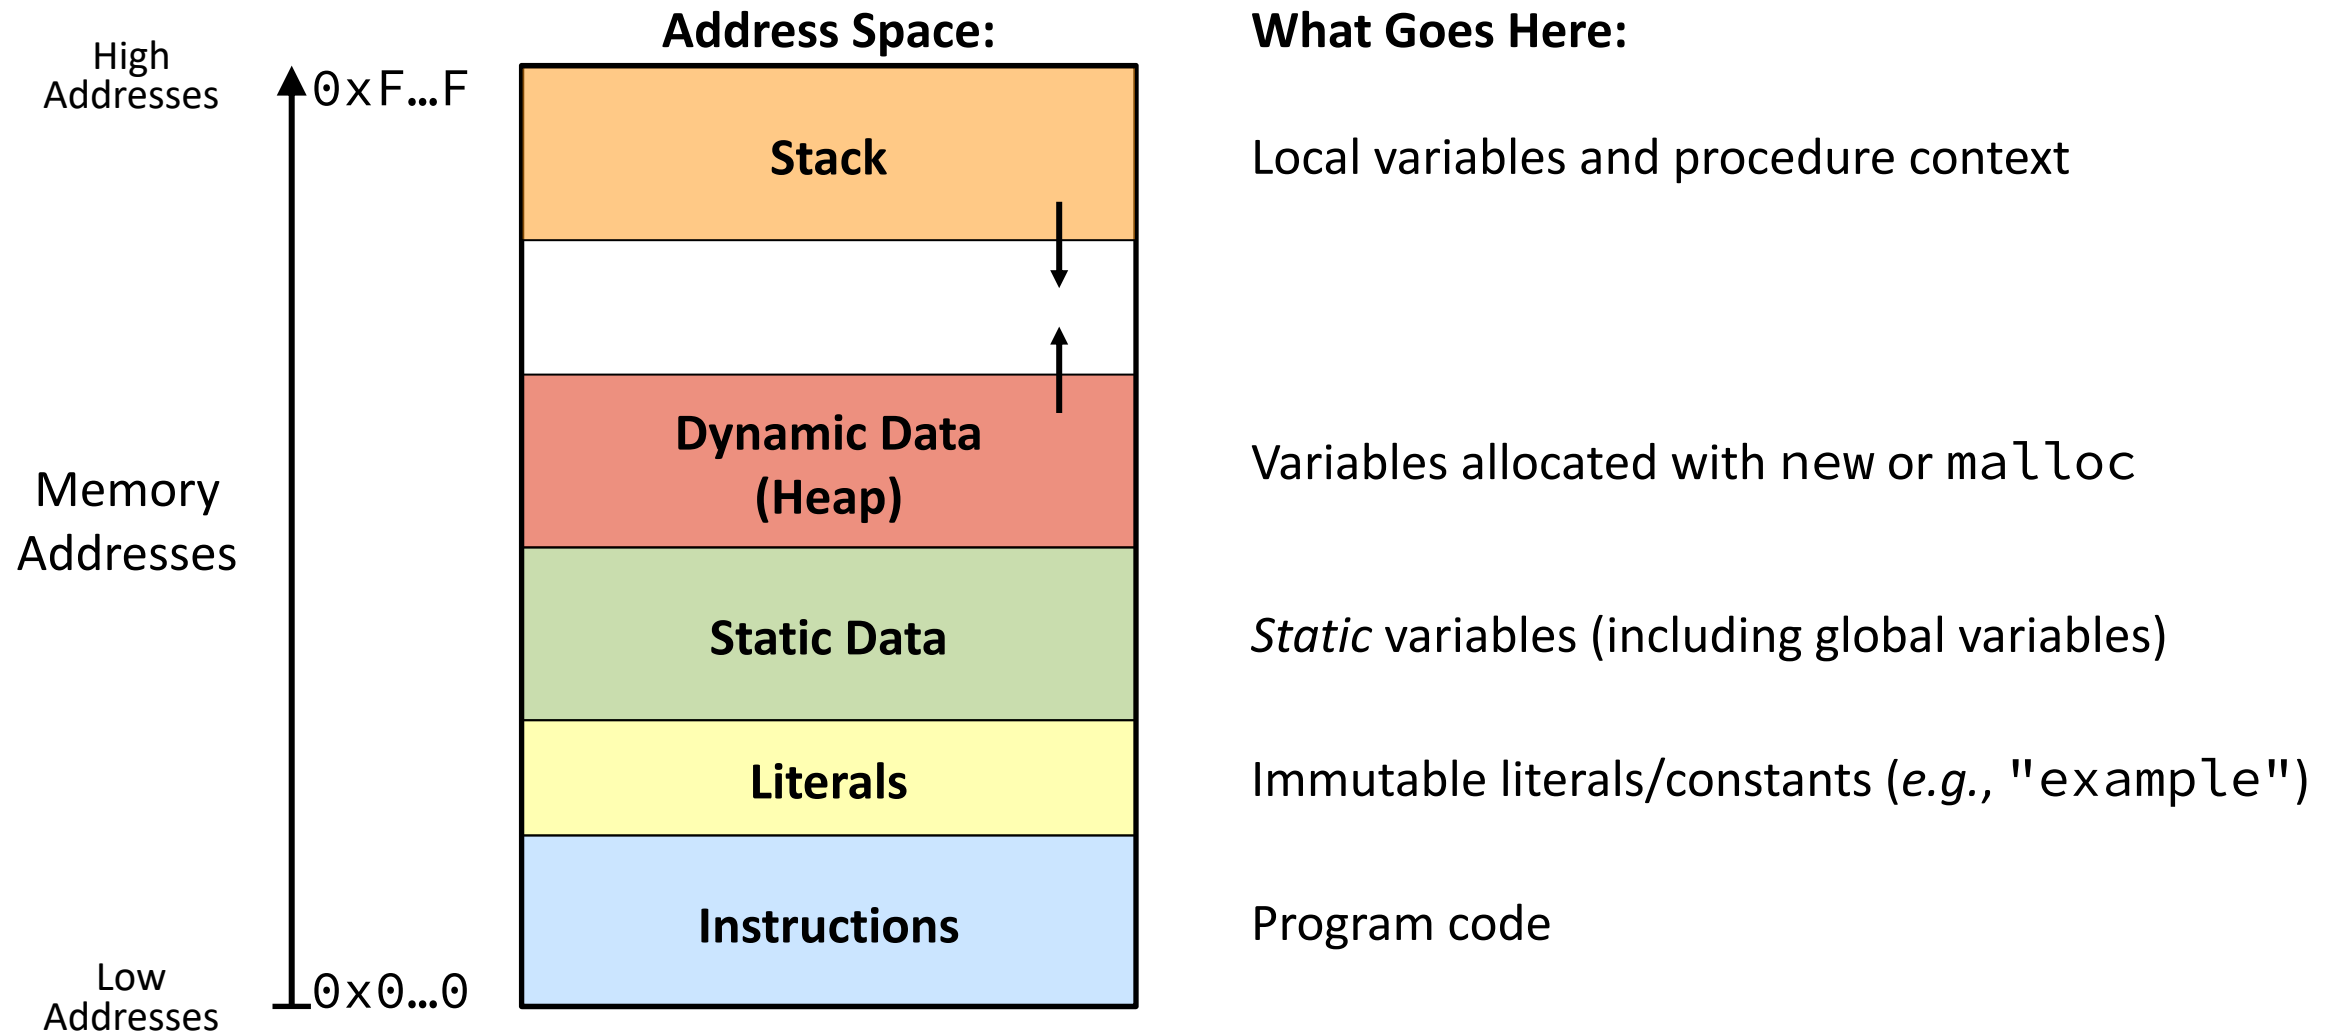 Address Space:
What Goes Here:
High
Addresses
0xF…F
Stack
Local variables and procedure context
Dynamic Data
(Heap)
Variables allocated with new or malloc
Memory
Addresses
Static Data
Static variables (including global variables)
Literals
Immutable literals/constants (e.g., "example")
Instructions
Program code
Low
Addresses
0x0…0